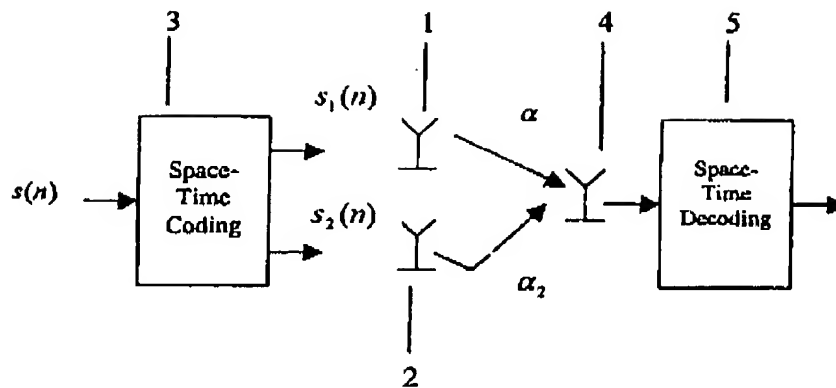 3
1
4
5
s₁(n)
α
s(n)
Space-
Time
Coding
Space-
Time
Decoding
s₂(n)
α₂
2